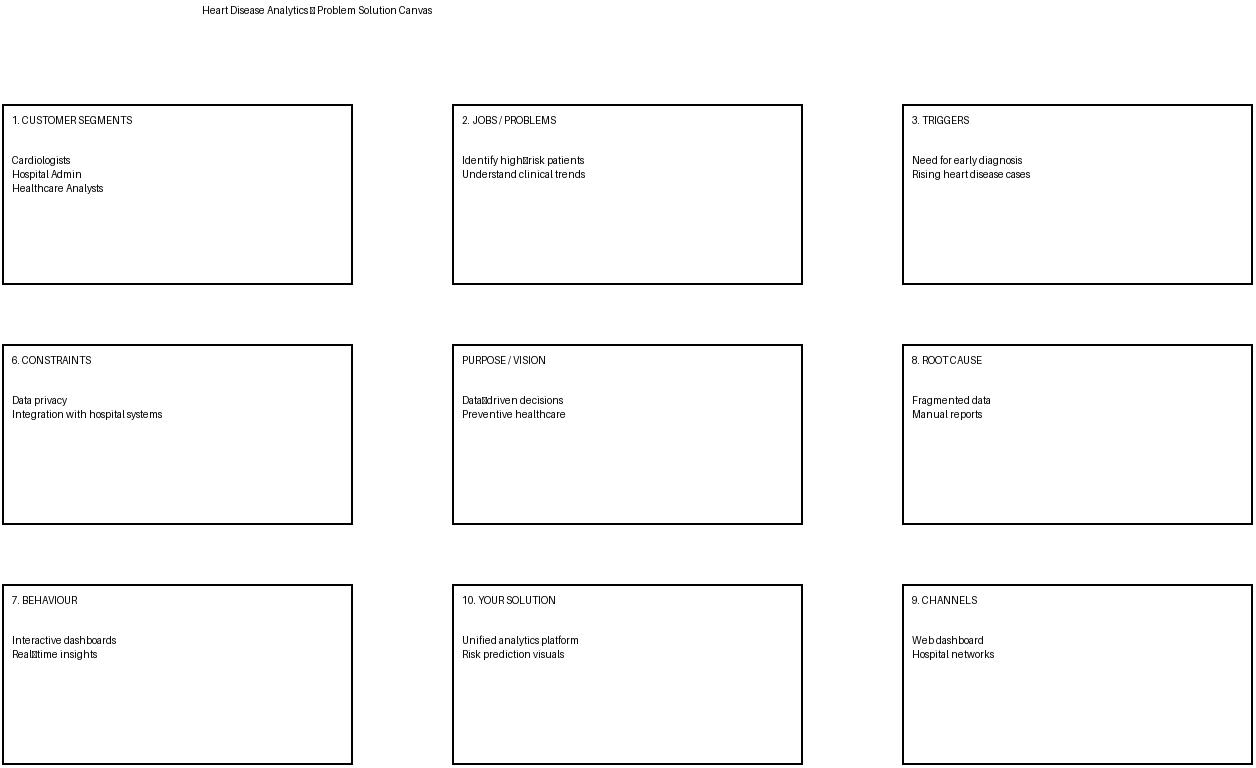 Heart Disease Analytics � Problem Solution Canvas
1. CUSTOMER SEGMENTS
Cardiologists
Hospital Admin
Healthcare Analysts
2. JOBS / PROBLEMS
Identify high�risk patients
Understand clinical trends
3. TRIGGERS
Need for early diagnosis
Rising heart disease cases
6. CONSTRAINTS
Data privacy
Integration with hospital systems
PURPOSE / VISION
Data�driven decisions
Preventive healthcare
8. ROOT CAUSE
Fragmented data
Manual reports
7. BEHAVIOUR
Interactive dashboards
Real�time insights
10. YOUR SOLUTION
Unified analytics platform
Risk prediction visuals
9. CHANNELS
Web dashboard
Hospital networks